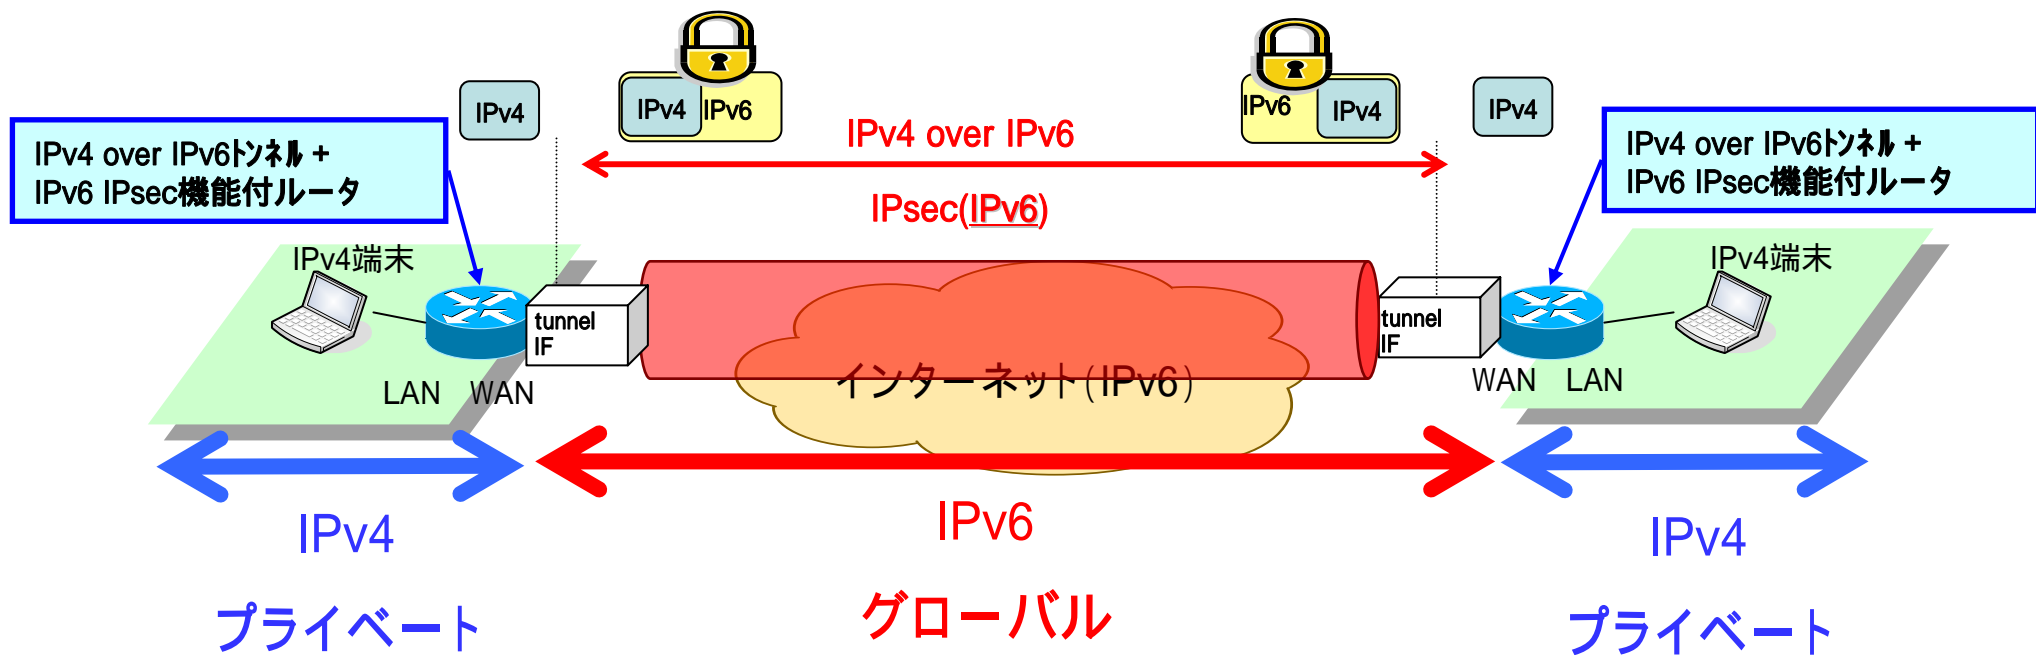 IPv4
IPv4 IPv6
IPv6 IPv4
IPv4
IPv4 over IPv6
IPv4 over IPv6トンネル +
IPv6 IPsec機能付ルータ
IPv4 over IPv6トンネル +
IPv6 IPsec機能付ルータ
IPsec(IPv6)
IPv4端末
IPv4端末
tunnel
IF
tunnel
IF
インターネット(IPv6)
LAN WAN
WAN LAN
IPv4
IPv6
IPv4
プライベート
グローバル
プライベート